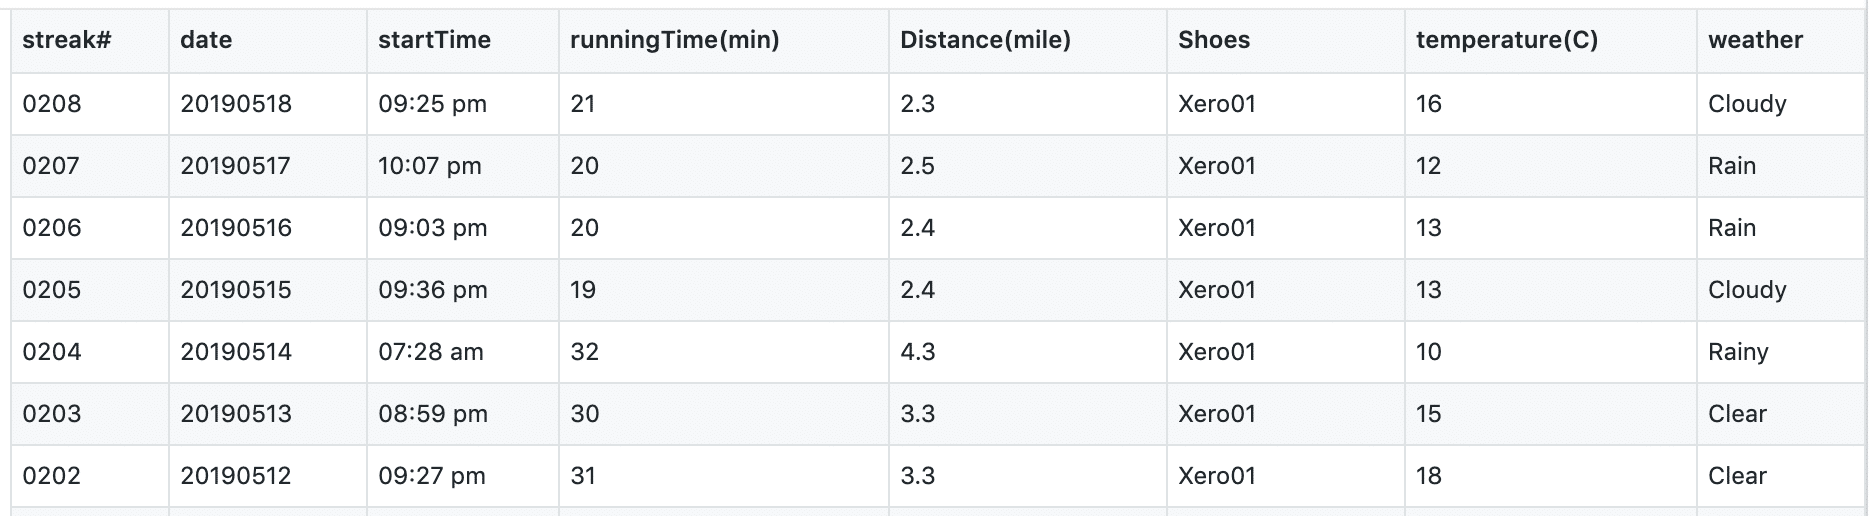 streak# date startTime runningTime(min) Distance(mile) Shoes temperature(C) weather
0208 20190518 09:25 pm 21 2.3 Xero01 16 Cloudy
0207 20190517 10:07 pm 20 2.5 Xero01 12 Rain
0206 20190516 09:03 pm 20 2.4 Xero01 13 Rain
0205 20190515 09:36 pm 19 2.4 Xero01 13 Cloudy
0204 20190514 07:28 am 32 4.3 Xero01 10 Rainy
0203 20190513 08:59 pm 30 3.3 Xero01 15 Clear
0202 20190512 09:27 pm 31 3.3 Xero01 18 Clear